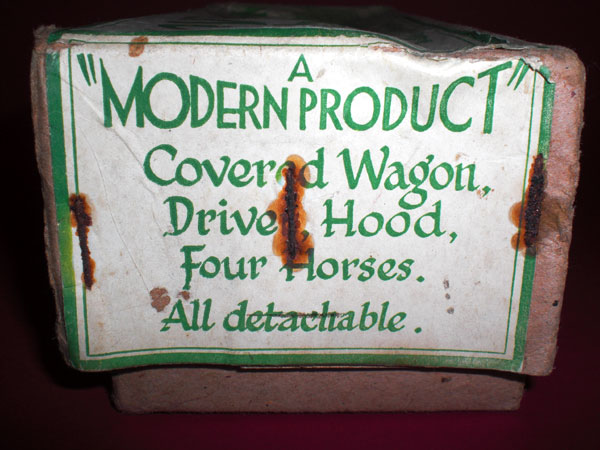 A
"MODERN PRODUCT"
Covered Wagon,
Driver, Hood,
Four Horses.
All detachable.